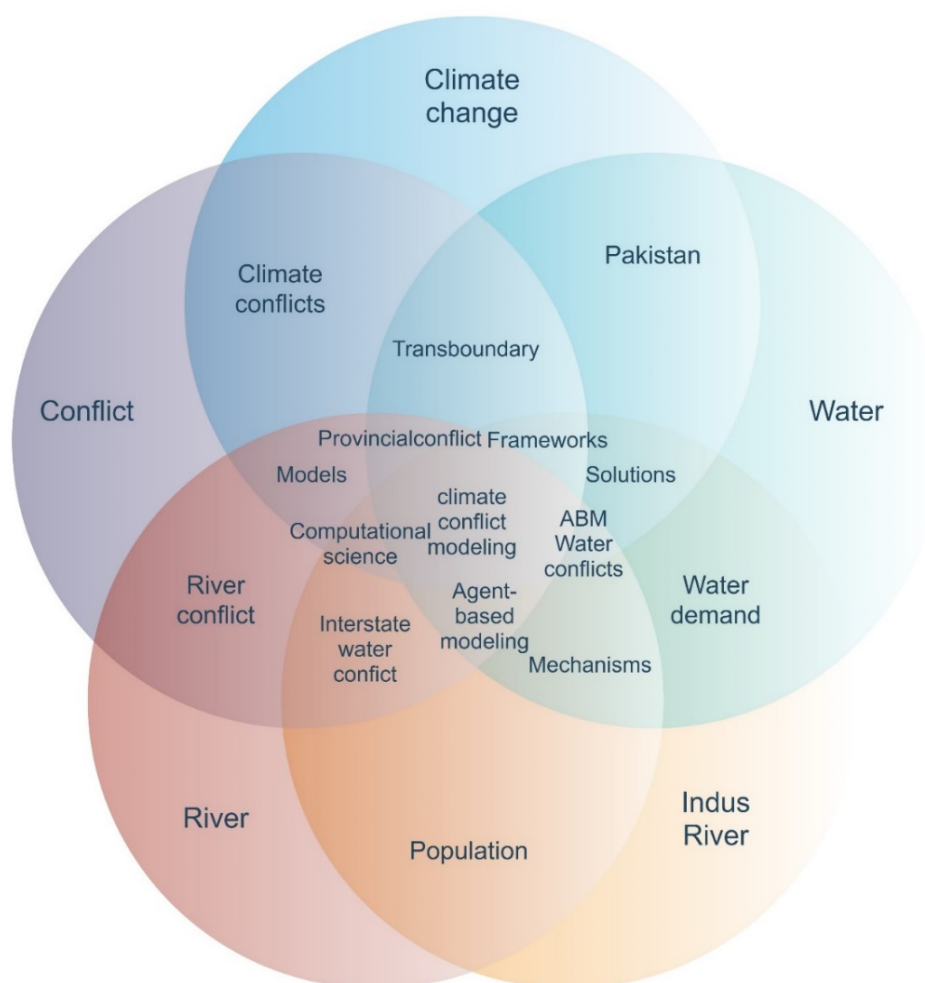 Climate
change
Pakistan
Climate
conflicts
Transboundary
Conflict
Water
Provincialconflict
Frameworks
Models
Solutions
climate
conflict
modeling
Computational
science
ABM
Water
conflicts
River
conflict
Agent-
based
modeling
Water
demand
Interstate
water
confict
Mechanisms
River
Indus
River
Population